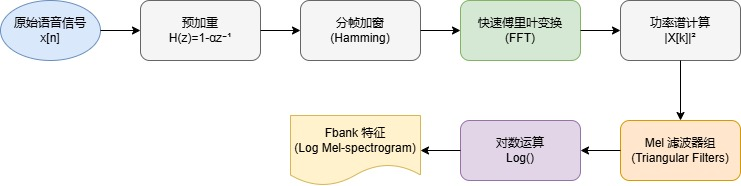 原始语音信号
x[n]
预加重
H(z)=1-αz⁻¹
分帧加窗
(Hamming)
快速傅里叶变换
(FFT)
功率谱计算
|X[k]|²
Mel 滤波器组
(Triangular Filters)
对数运算
Log()
Fbank 特征
(Log Mel-spectrogram)